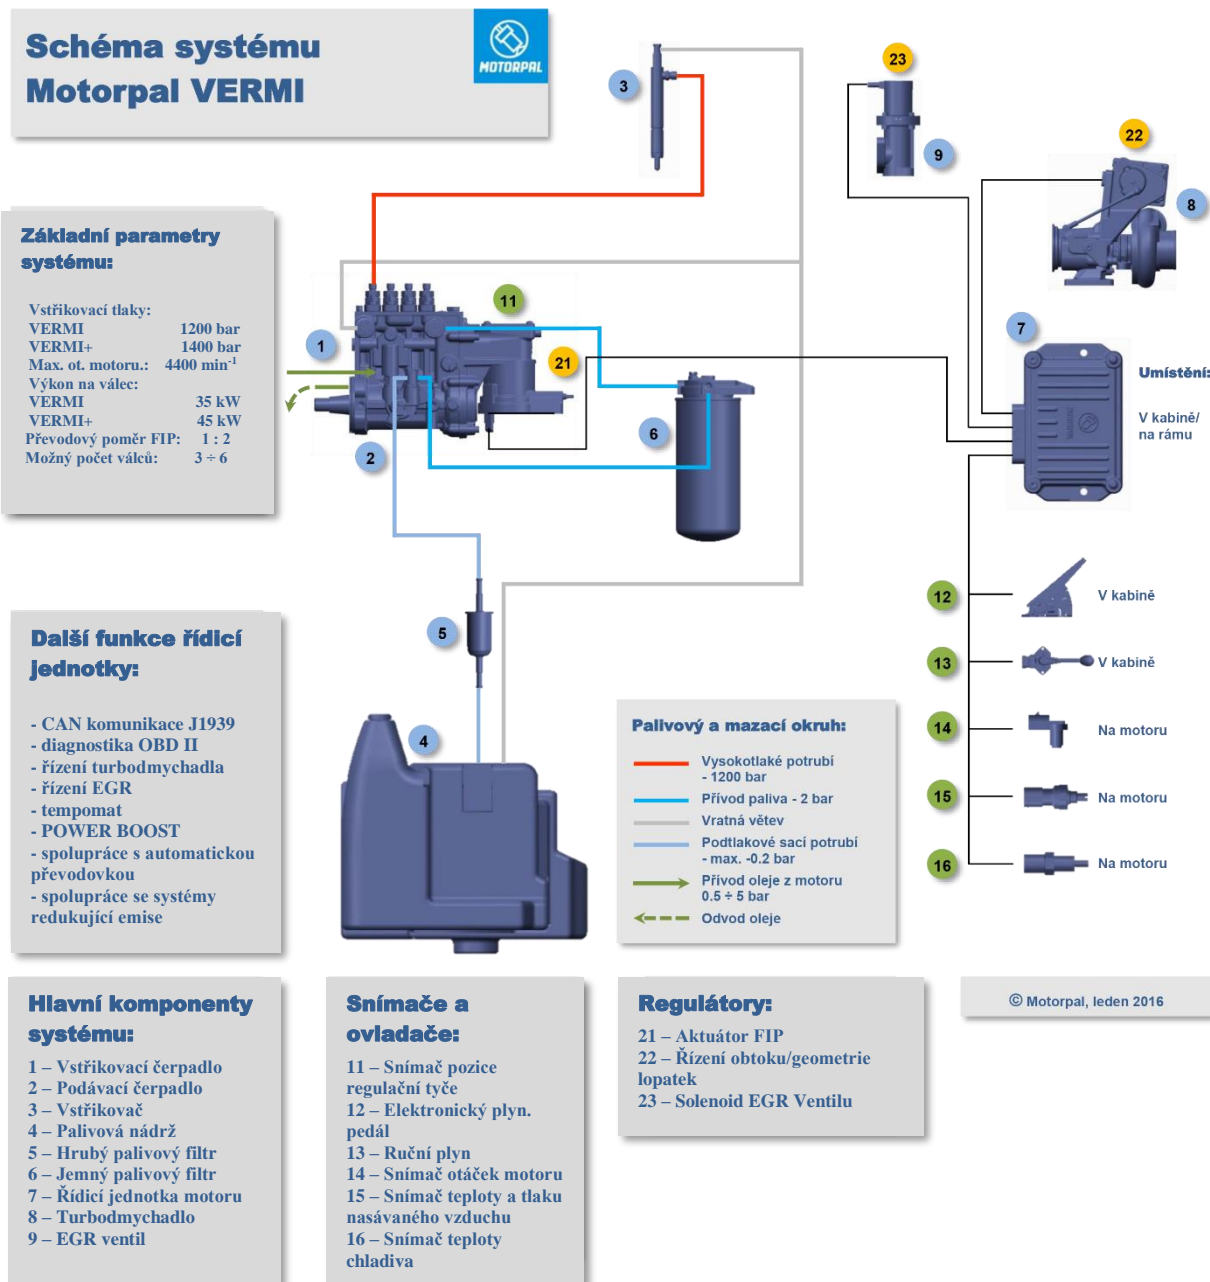 Schéma systému
Motorpal VERMI
MOTORPAL
3
23
9
22
8
Základní parametry
systému:
Vstřikovací tlaky:
VERMI 1200 bar
VERMI+ 1400 bar
Max. ot. motoru.: 4400 min-1
Výkon na válec:
VERMI 35 kW
VERMI+ 45 kW
Převodový poměr FIP: 1 : 2
Možný počet válců: 3 ÷ 6
1
11
21
2
6
7
Umístění:
V kabině/
na rámu
5
4
12
V kabině
13
V kabině
14
Na motoru
15
Na motoru
16
Na motoru
Další funkce řídicí
jednotky:
- CAN komunikace J1939
- diagnostika OBD II
- řízení turbodmychadla
- řízení EGR
- tempomat
- POWER BOOST
- spolupráce s automatickou
převodovkou
- spolupráce se systémy
redukující emise
Palivový a mazací okruh:
Vysokotlaké potrubí
- 1200 bar
Přívod paliva - 2 bar
Vratná větev
Podtlakové sací potrubí
- max. -0.2 bar
Přívod oleje z motoru
0.5 ÷ 5 bar
Odvod oleje
Hlavní komponenty
systému:
1 – Vstřikovací čerpadlo
2 – Podávací čerpadlo
3 – Vstřikovač
4 – Palivová nádrž
5 – Hrubý palivový filtr
6 – Jemný palivový filtr
7 – Řídicí jednotka motoru
8 – Turbodmychadlo
9 – EGR ventil
Snímače a
ovladače:
11 – Snímač pozice
regulační tyče
12 – Elektronický plyn.
pedál
13 – Ruční plyn
14 – Snímač otáček motoru
15 – Snímač teploty a tlaku
nasávaného vzduchu
16 – Snímač teploty
chladiva
Regulátory:
21 – Aktuátor FIP
22 – Řízení obtoku/geometrie
lopatek
23 – Solenoid EGR Ventilu
© Motorpal, leden 2016